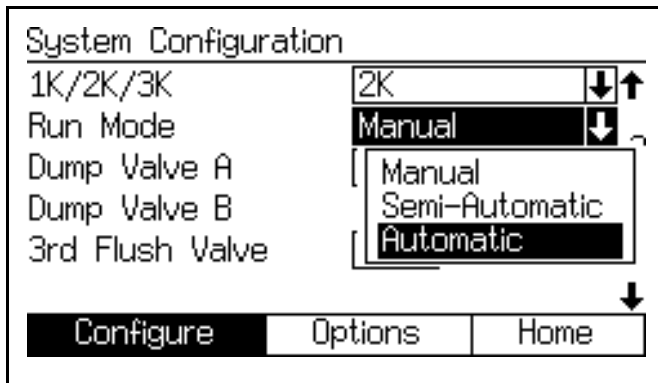 System Configuration
1K/2K/3K 2K
Run Mode Manual
Dump Valve A Manual
Dump Valve B Semi-Automatic
3rd Flush Valve Automatic
Configure Options Home